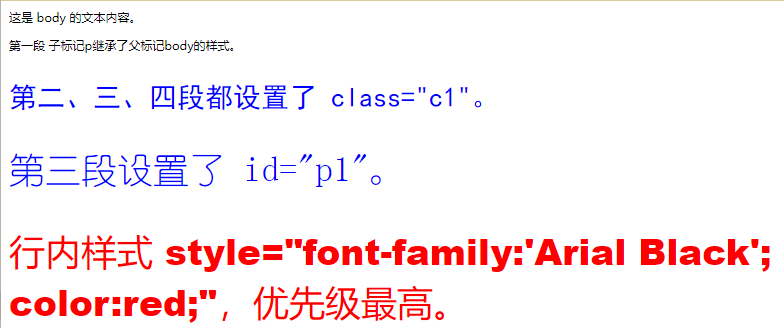 这是 body 的文本内容。
第一段 子标记p继承了父标记body的样式。
第二、三、四段都设置了 class="c1"。
第三段设置了 id="p1"。
行内样式 style="font-family:'Arial Black';
color:red;"，优先级最高。